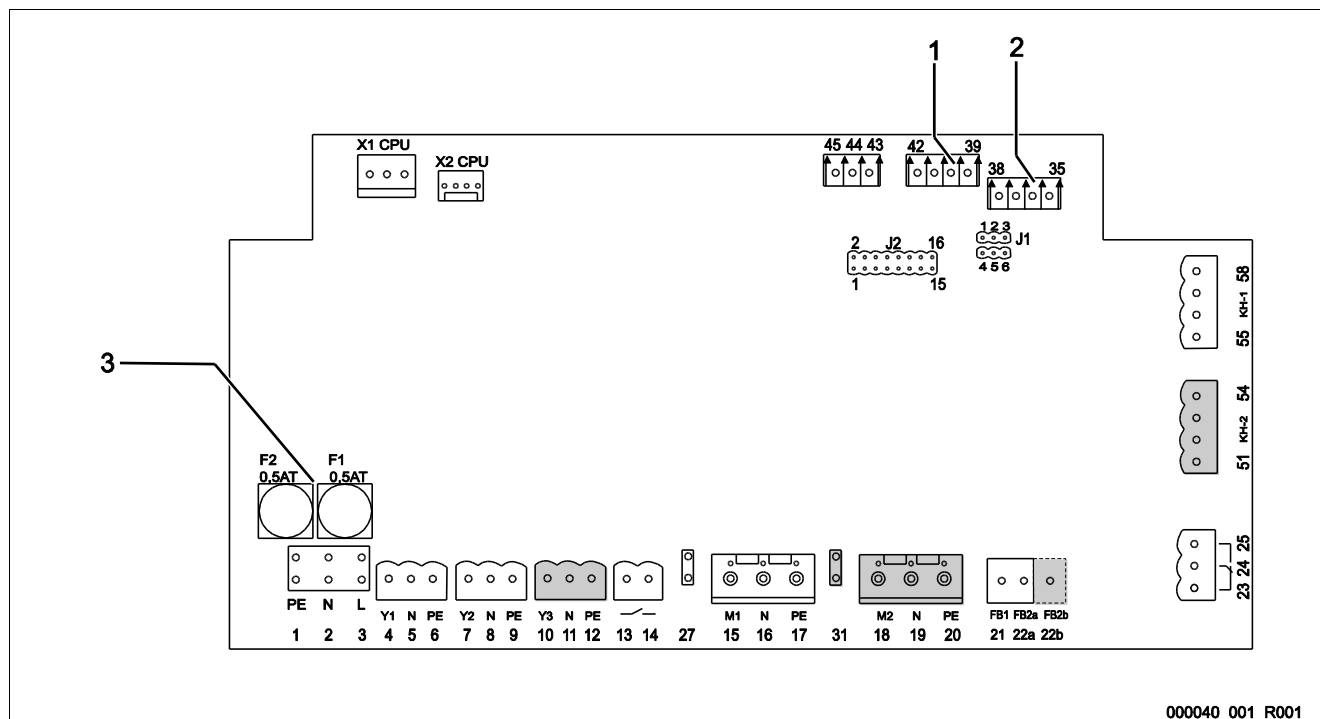 1 2
X1 CPU
X2 CPU
45 44 43
42 39
38 35
1 2 3
J1
4 5 6
2 J2 16
1 15
58
KH-1
55
54
KH-2
51
3
F2 F1
0,5AT 0,5AT
25
24
23
PE N L
Y1 N PE Y2 N PE Y3 N PE M1 N PE M2 N PE FB1 FB2a FB2b
1 2 3 4 5 6 7 8 9 10 11 12 13 14 27 15 16 17 31 18 19 20 21 22a 22b
000040_001_R001